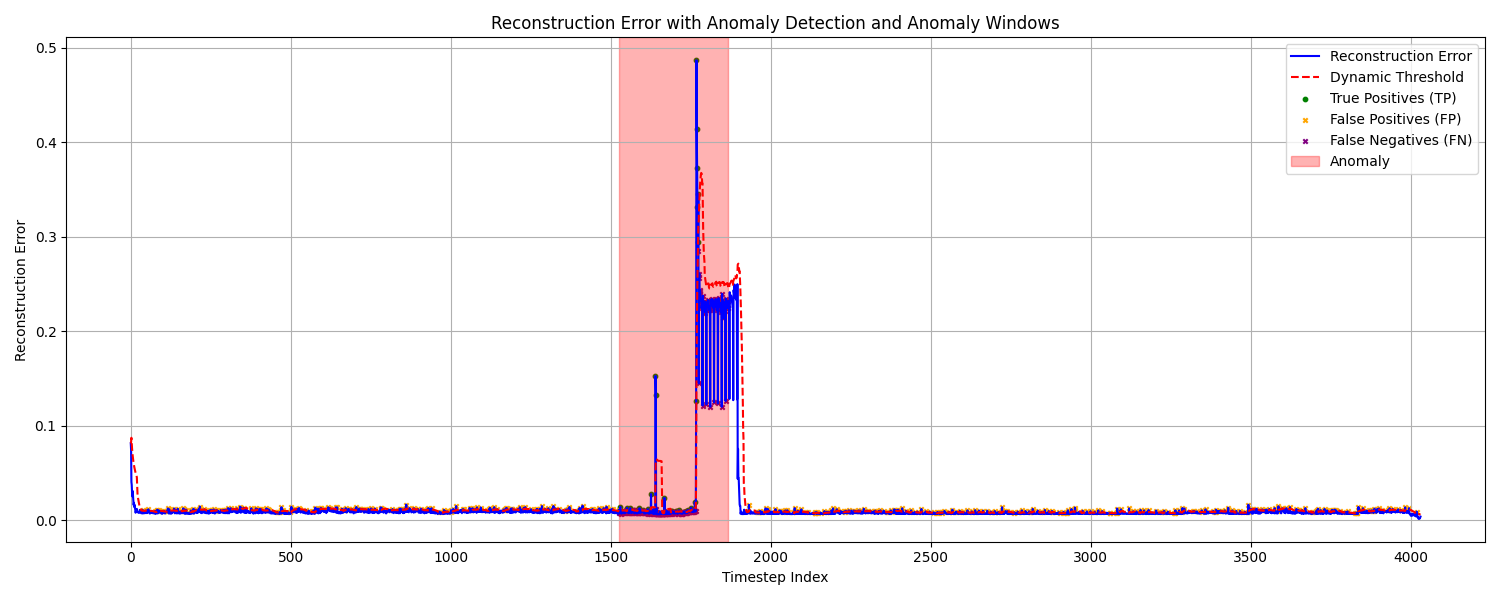 Reconstruction Error with Anomaly Detection and Anomaly Windows
Reconstruction Error
Dynamic Threshold
True Positives (TP)
False Positives (FP)
False Negatives (FN)
Anomaly
Reconstruction Error
0.5
0.4
0.3
0.2
0.1
0.0
0 500 1000 1500 2000 2500 3000 3500 4000
Timestep Index